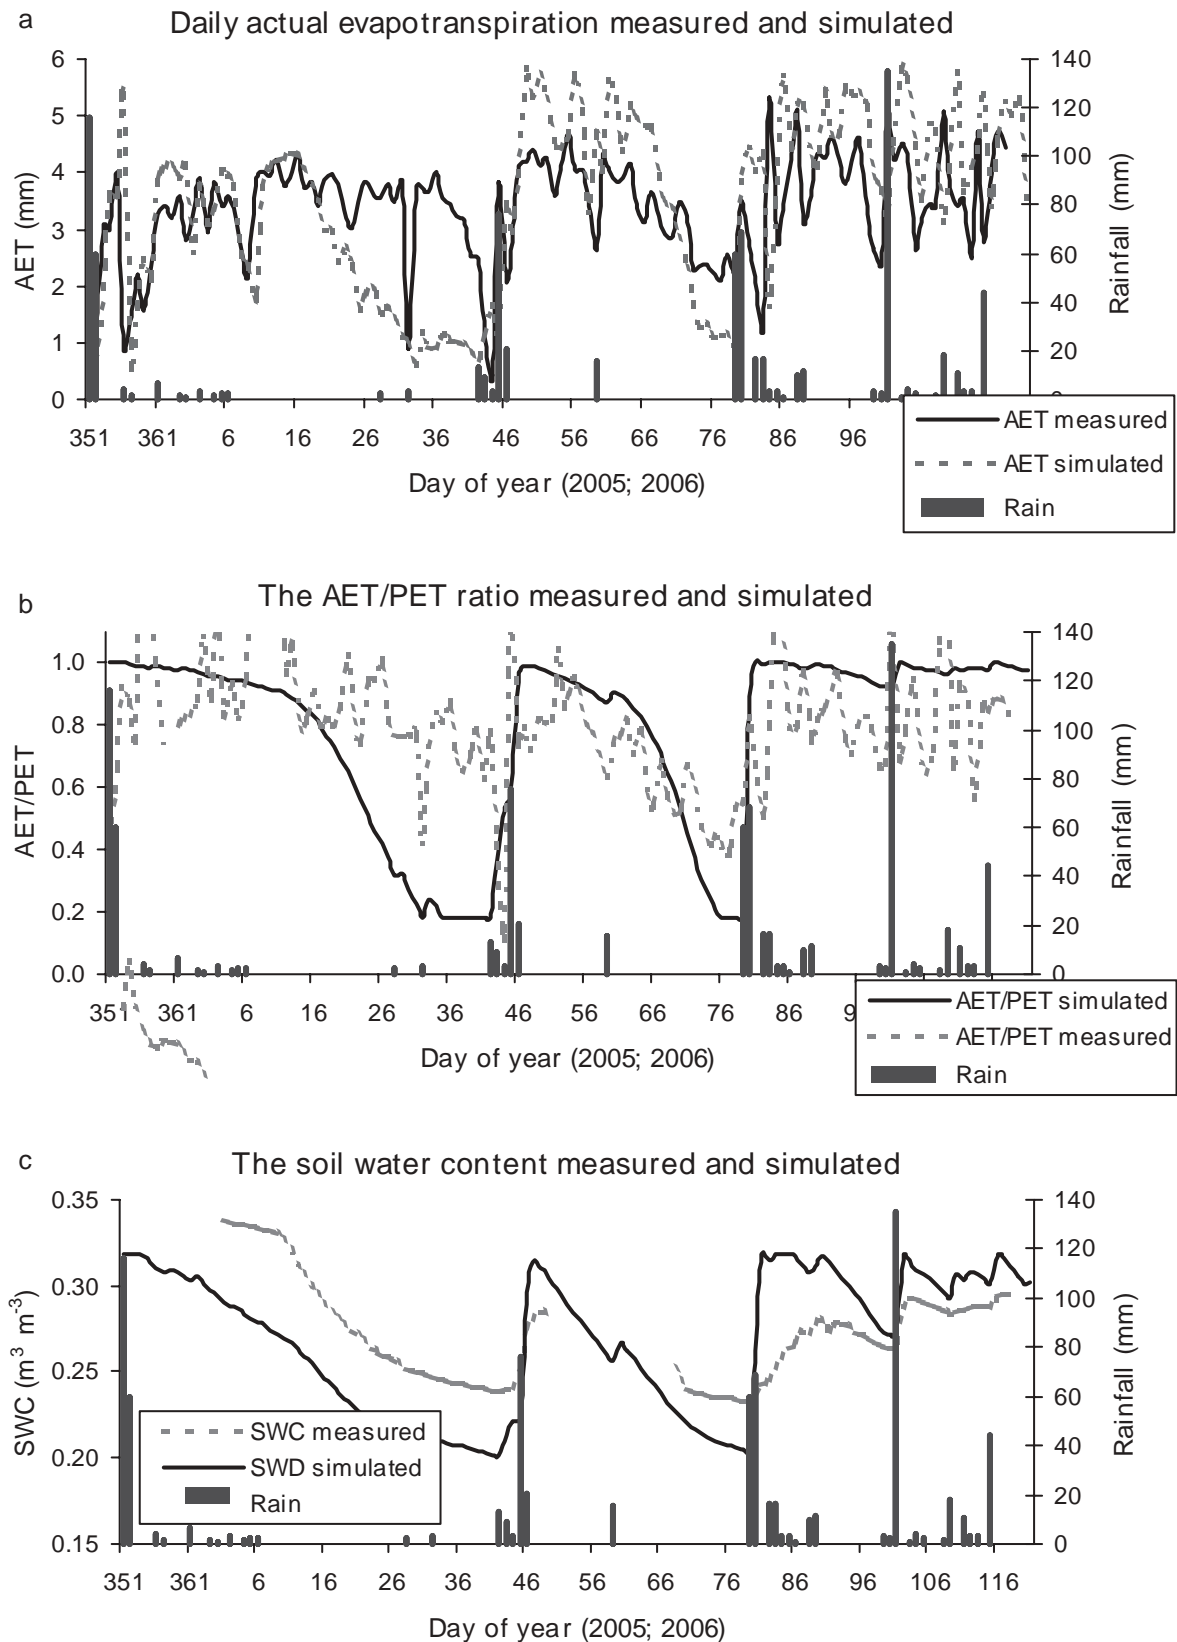 a
Daily actual evapotranspiration measured and simulated
6
5
4
3
2
1
0
AET (mm)
140
120
100
80
60
40
20
Rainfall (mm)
351 361 6 16 26 36 46 56 66 76 86 96
Day of year (2005; 2006)
AET measured
AET simulated
Rain
b
The AET/PET ratio measured and simulated
1.0
0.8
0.6
0.4
0.2
0.0
AET/PET
140
120
100
80
60
40
20
0
Rainfall (mm)
351 361 6 16 26 36 46 56 66 76 86 9
Day of year (2005; 2006)
AET/PET simulated
AET/PET measured
Rain
c
The soil water content measured and simulated
0.35
0.30
0.25
0.20
0.15
SWC (m³ m⁻³)
140
120
100
80
60
40
20
0
Rainfall (mm)
SWC measured
SWD simulated
Rain
351 361 6 16 26 36 46 56 66 76 86 96 106 116
Day of year (2005; 2006)